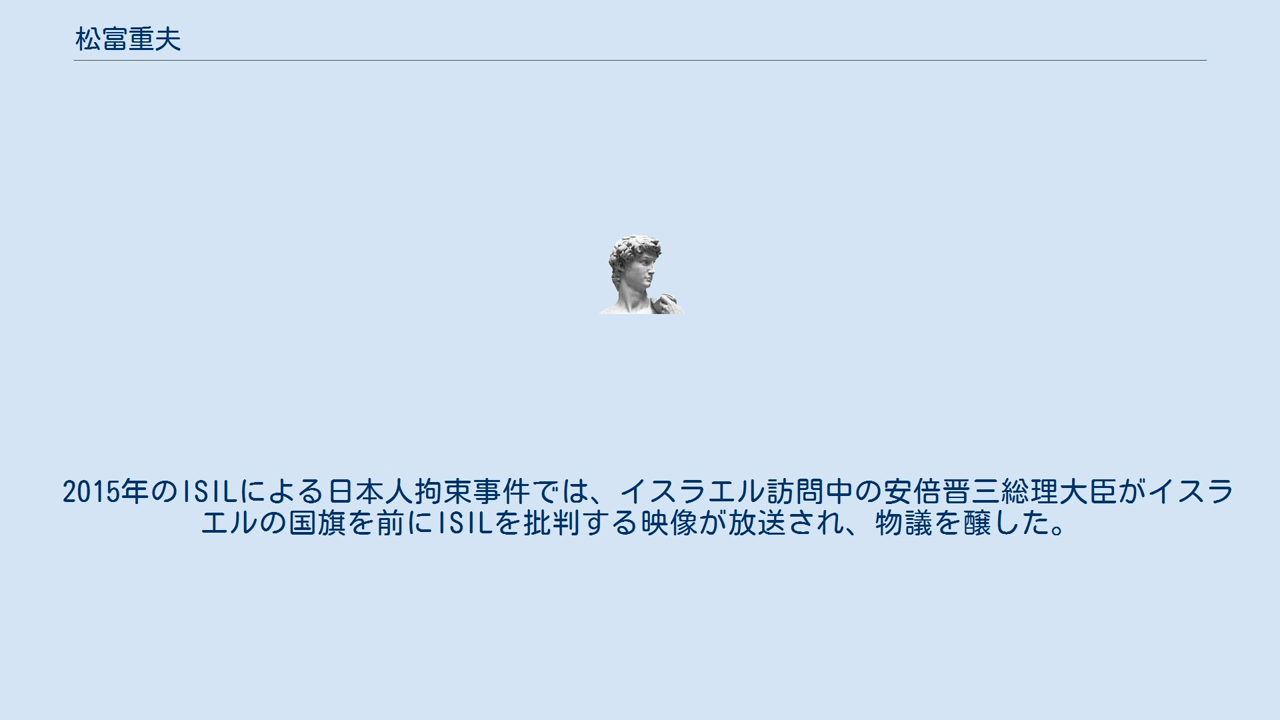 松富重夫
2015年のISILによる日本人拘束事件では、イスラエル訪問中の安倍晋三総理大臣がイスラ
エルの国旗を前にISILを批判する映像が放送され、物議を醸した。